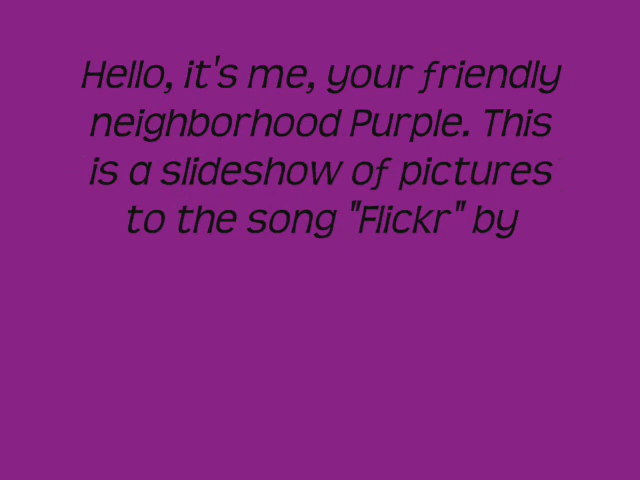 Hello, it's me, your friendly
neighborhood Purple. This
is a slideshow of pictures
to the song "Flickr" by